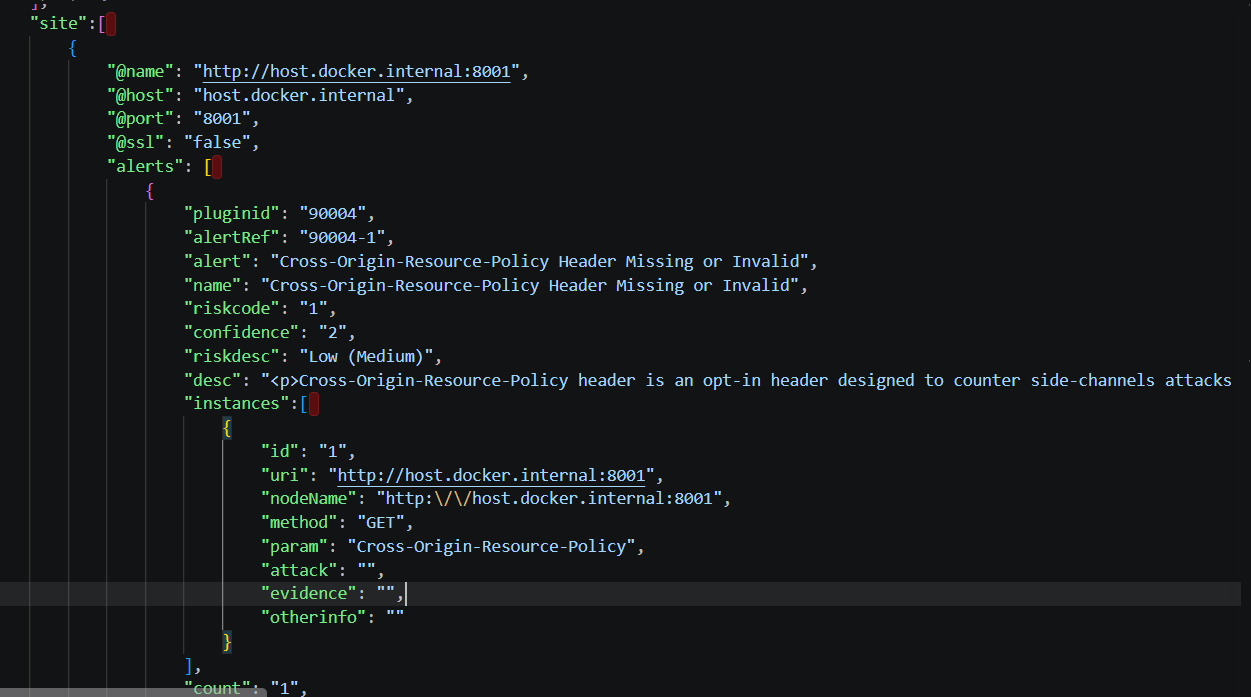 ],
"site":[
{
"@name": "http://host.docker.internal:8001",
"@host": "host.docker.internal",
"@port": "8001",
"@ssl": "false",
"alerts": [
{
"pluginid": "90004",
"alertRef": "90004-1",
"alert": "Cross-Origin-Resource-Policy Header Missing or Invalid",
"name": "Cross-Origin-Resource-Policy Header Missing or Invalid",
"riskcode": "1",
"confidence": "2",
"riskdesc": "Low (Medium)",
"desc": "<p>Cross-Origin-Resource-Policy header is an opt-in header designed to counter side-channels attacks
"instances":[
{
"id": "1",
"uri": "http://host.docker.internal:8001",
"nodeName": "http:\/\/host.docker.internal:8001",
"method": "GET",
"param": "Cross-Origin-Resource-Policy",
"attack": "",
"evidence": "",
"otherinfo": ""
}
],
"count": "1",